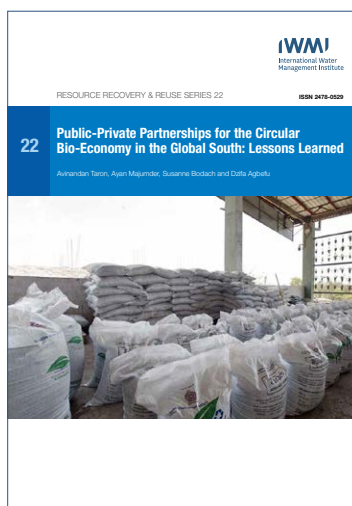 IWMI
International Water
Management Institute
RESOURCE RECOVERY & REUSE SERIES 22
ISSN 2478-0529
22
Public-Private Partnerships for the Circular
Bio-Economy in the Global South: Lessons Learned
Avinandan Taron, Ayan Majumder, Susanne Bodach and Dzifa Agbefu